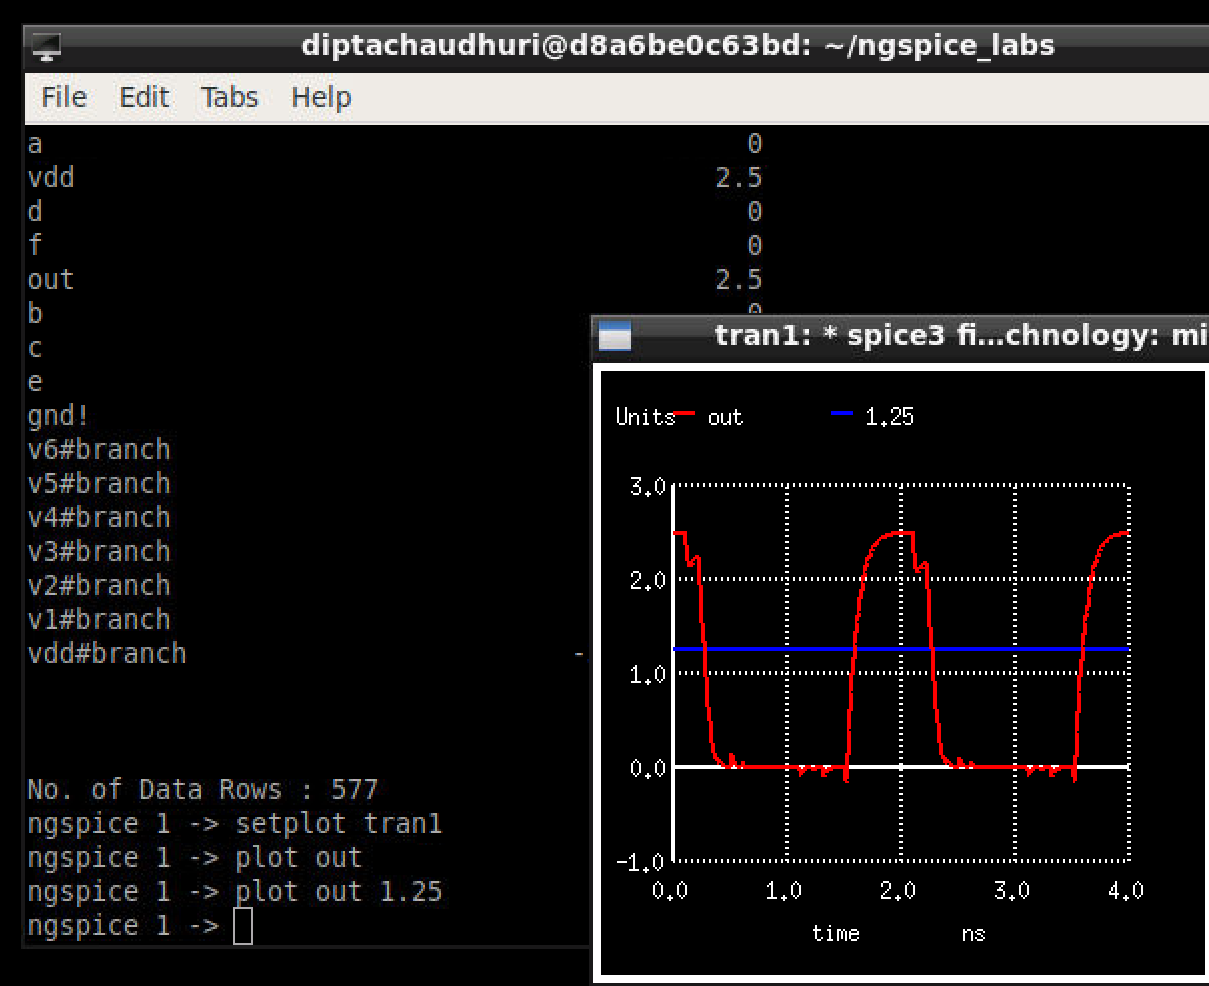 diptachaudhuri@d8a6be0c63bd: ~/ngspice_labs
File Edit Tabs Help
a 0
vdd 2.5
d 0
f 0
out 2.5
b 0
c
e
gnd!
v6#branch
v5#branch
v4#branch
v3#branch
v2#branch
v1#branch
vdd#branch -
No. of Data Rows : 577
ngspice 1 -> setplot tran1
ngspice 1 -> plot out
ngspice 1 -> plot out 1.25
ngspice 1 ->
tran1: * spice3 fi...chnology: mi
Units out 1.25
3.0
2.0
1.0
0.0
-1.0
0.0 1.0 2.0 3.0 4.0
time ns